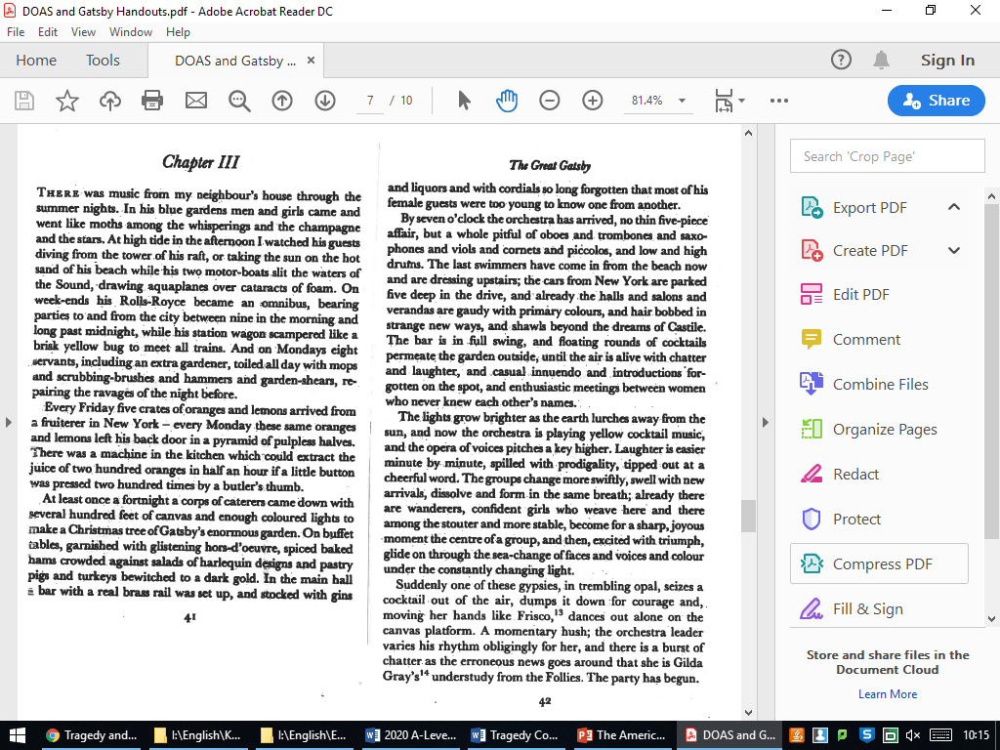 DOAS and Gatsby Handouts.pdf - Adobe Acrobat Reader DC
File Edit View Window Help
Home Tools DOAS and Gatsby ... × Sign In
7 / 10 81.4% Share
Chapter III
THERE was music from my neighbour's house through the
summer nights. In his blue gardens men and girls came and
went like moths among the whisperings and the champagne
and the stars. At high tide in the afternoon I watched his guests
diving from the tower of his raft, or taking the sun on the hot
sand of his beach while his two motor-boats slit the waters of
the Sound, drawing aquaplanes over cataracts of foam. On
week-ends his Rolls-Royce became an omnibus, bearing
parties to and from the city between nine in the morning and
long past midnight, while his station wagon scampered like a
brisk yellow bug to meet all trains. And on Mondays eight
servants, including an extra gardener, toiled all day with mops
and scrubbing-brushes and hammers and garden-shears, re-
pairing the ravages of the night before.
Every Friday five crates of oranges and lemons arrived from
a fruiterer in New York – every Monday these same oranges
and lemons left his back door in a pyramid of pulpless halves.
There was a machine in the kitchen which could extract the
juice of two hundred oranges in half an hour if a little button
was pressed two hundred times by a butler's thumb.
At least once a fortnight a corps of caterers came down with
several hundred feet of canvas and enough coloured lights to
make a Christmas tree of Gatsby's enormous garden. On buffet
tables, garnished with glistening hors-d'oeuvre, spiced baked
hams crowded against salads of harlequin designs and pastry
pigs and turkeys bewitched to a dark gold. In the main hall
a bar with a real brass rail was set up, and stocked with gins
41
The Great Gatsby
and liquors and with cordials so long forgotten that most of his
female guests were too young to know one from another.
By seven o'clock the orchestra has arrived, no thin five-piece
affair, but a whole pitful of oboes and trombones and saxo-
phones and viols and cornets and piccolos, and low and high
drums. The last swimmers have come in from the beach now
and are dressing upstairs; the cars from New York are parked
five deep in the drive, and already the halls and salons and
verandas are gaudy with primary colours, and hair bobbed in
strange new ways, and shawls beyond the dreams of Castile.
The bar is in full swing, and floating rounds of cocktails
permeate the garden outside, until the air is alive with chatter
and laughter, and casual innuendo and introductions for-
gotten on the spot, and enthusiastic meetings between women
who never knew each other's names.
The lights grow brighter as the earth lurches away from the
sun, and now the orchestra is playing yellow cocktail music,
and the opera of voices pitches a key higher. Laughter is easier
minute by minute, spilled with prodigality, tipped out at a
cheerful word. The groups change more swiftly, swell with new
arrivals, dissolve and form in the same breath; already there
are wanderers, confident girls who weave here and there
among the stouter and more stable, become for a sharp, joyous
moment the centre of a group, and then, excited with triumph,
glide on through the sea-change of faces and voices and colour
under the constantly changing light.
Suddenly one of these gypsies, in trembling opal, seizes a
cocktail out of the air, dumps it down for courage and,
moving her hands like Frisco,¹³ dances out alone on the
canvas platform. A momentary hush; the orchestra leader
varies his rhythm obligingly for her, and there is a burst of
chatter as the erroneous news goes around that she is Gilda
Gray's¹⁴ understudy from the Follies. The party has begun.
42
Search 'Crop Page'
Export PDF
Create PDF
Edit PDF
Comment
Combine Files
Organize Pages
Redact
Protect
Compress PDF
Fill & Sign
Store and share files in the
Document Cloud
Learn More
Tragedy and... I:\English\K... I:\English\E... 2020 A-Leve... Tragedy Co... The Americ... DOAS and G... 10:15